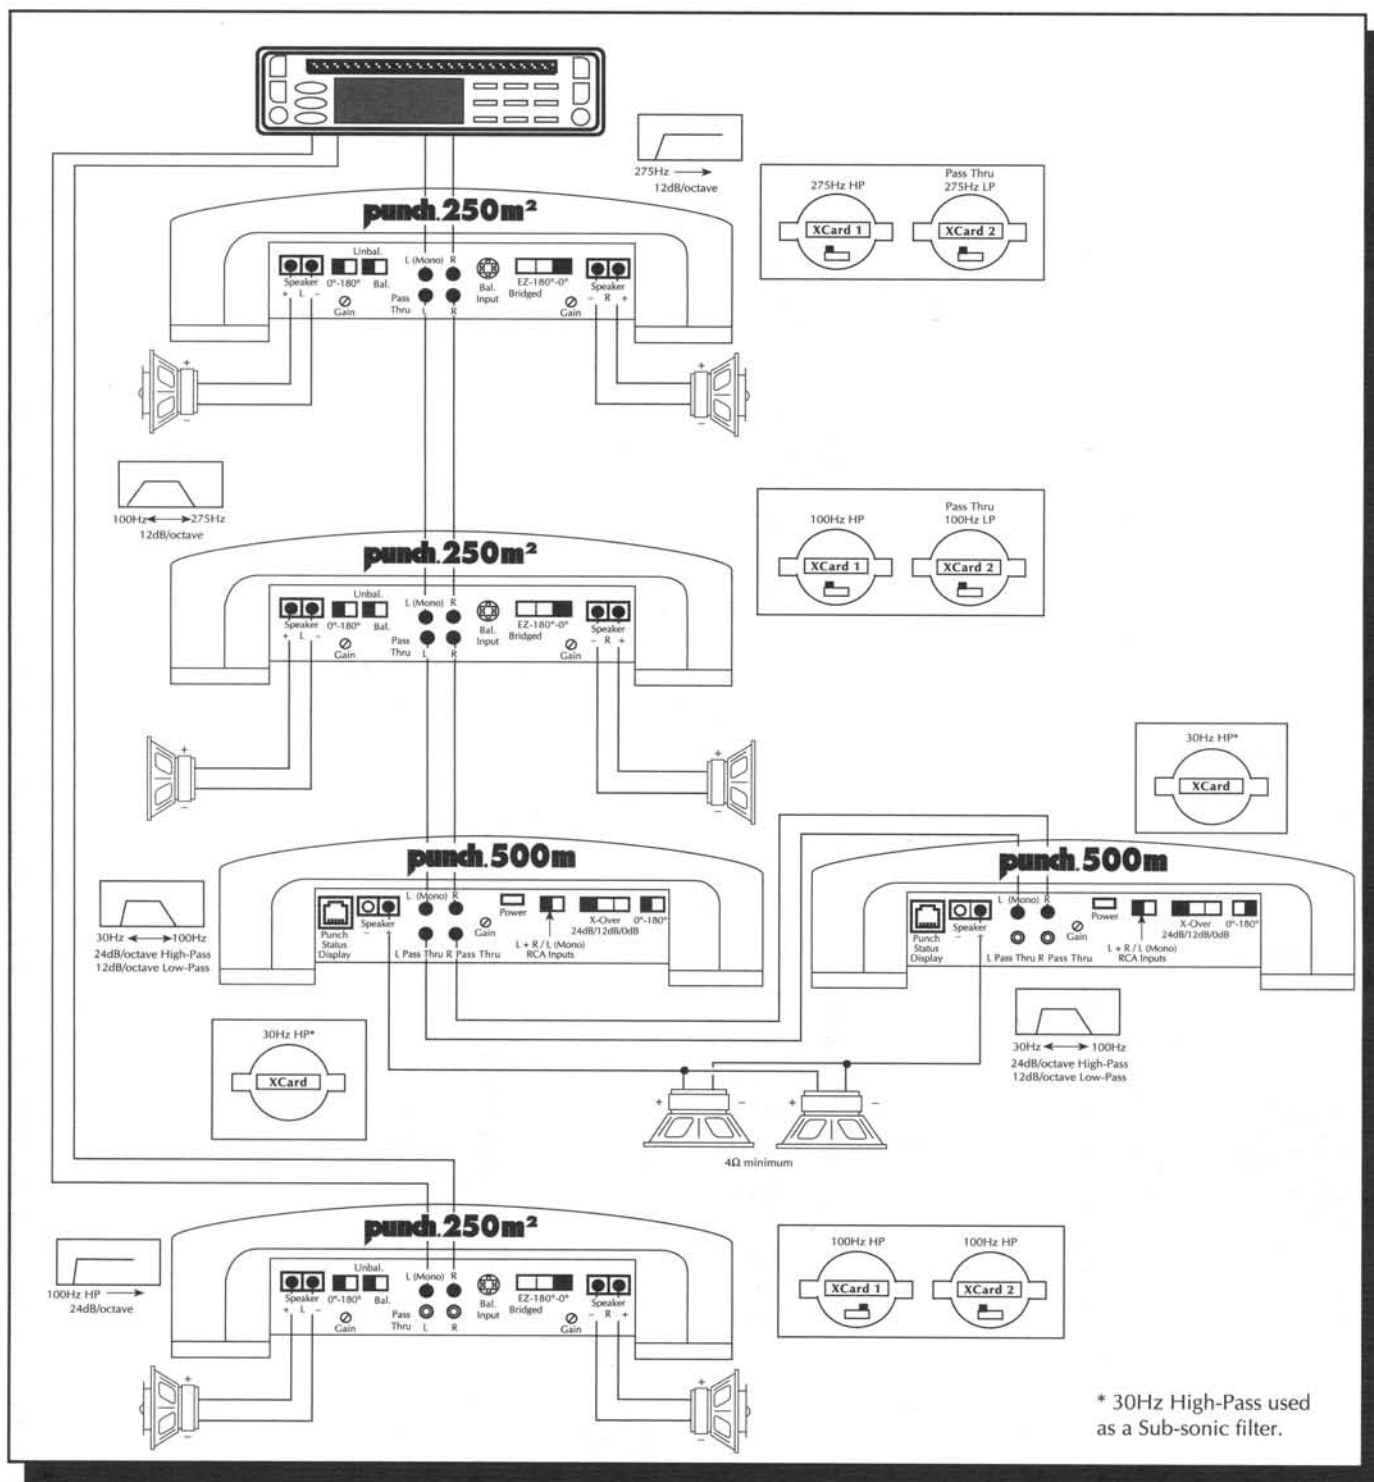 275Hz
12dB/octave
punch.250m²
Unbal.
L (Mono) R
Speaker
0°-180°
Bal.
+ L −
Gain
Pass
Thru
L R
Bal.
Input
EZ-180°-0°
Bridged
Gain
Speaker
− R +
275Hz HP
XCard 1
Pass Thru
275Hz LP
XCard 2
+
−
+
−
100Hz 275Hz
12dB/octave
punch.250m²
Unbal.
L (Mono) R
Speaker
0°-180°
Bal.
+ L −
Gain
Pass
Thru
L R
Bal.
Input
EZ-180°-0°
Bridged
Gain
Speaker
− R +
100Hz HP
XCard 1
Pass Thru
100Hz LP
XCard 2
+
−
+
−
30Hz HP*
XCard
punch.500m
L (Mono) R
Punch
Status
Display
Speaker
− +
L Pass Thru R Pass Thru
Gain
Power
L + R / L (Mono)
RCA Inputs
X-Over
24dB/12dB/0dB
0°-180°
30Hz 100Hz
24dB/octave High-Pass
12dB/octave Low-Pass
punch.500m
L (Mono) R
Punch
Status
Display
Speaker
− +
L Pass Thru R Pass Thru
Gain
Power
L + R / L (Mono)
RCA Inputs
X-Over
24dB/12dB/0dB
0°-180°
30Hz 100Hz
24dB/octave High-Pass
12dB/octave Low-Pass
30Hz HP*
XCard
+ −
+ −
4Ω minimum
100Hz HP
24dB/octave
punch.250m²
Unbal.
L (Mono) R
Speaker
0°-180°
Bal.
+ L −
Gain
Pass
Thru
L R
Bal.
Input
EZ-180°-0°
Bridged
Gain
Speaker
− R +
100Hz HP
XCard 1
100Hz HP
XCard 2
+
−
+
−
* 30Hz High-Pass used
as a Sub-sonic filter.